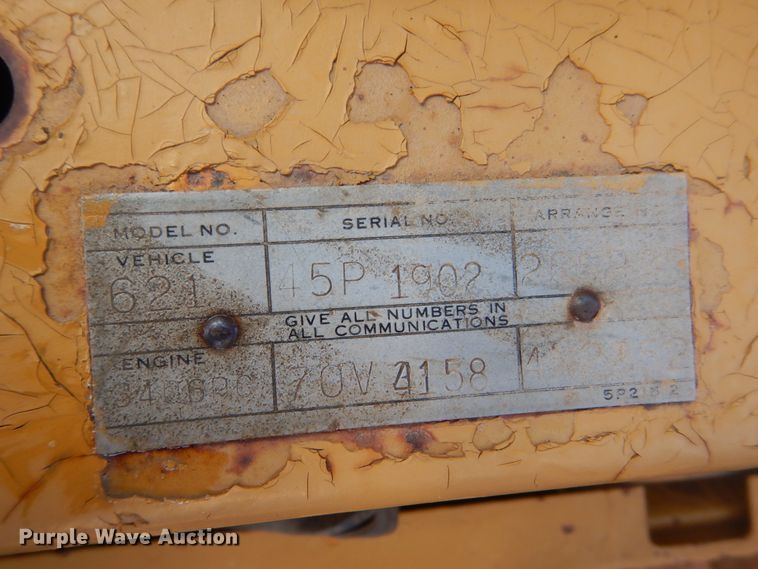 MODEL NO. SERIAL NO.
VEHICLE
621 45P 1902
GIVE ALL NUMBERS IN
ALL COMMUNICATIONS
ENGINE
70V 4158
Purple Wave Auction